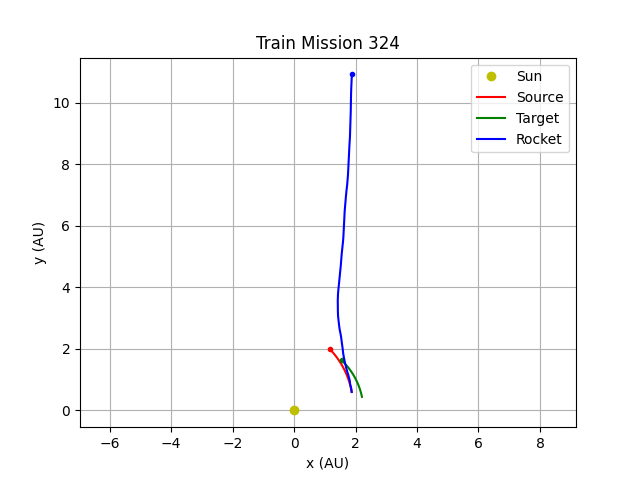 Train Mission 324
Sun
Source
Target
Rocket
y (AU)
10
8
6
4
2
0
−6
−4
−2
0
2
4
6
8
x (AU)